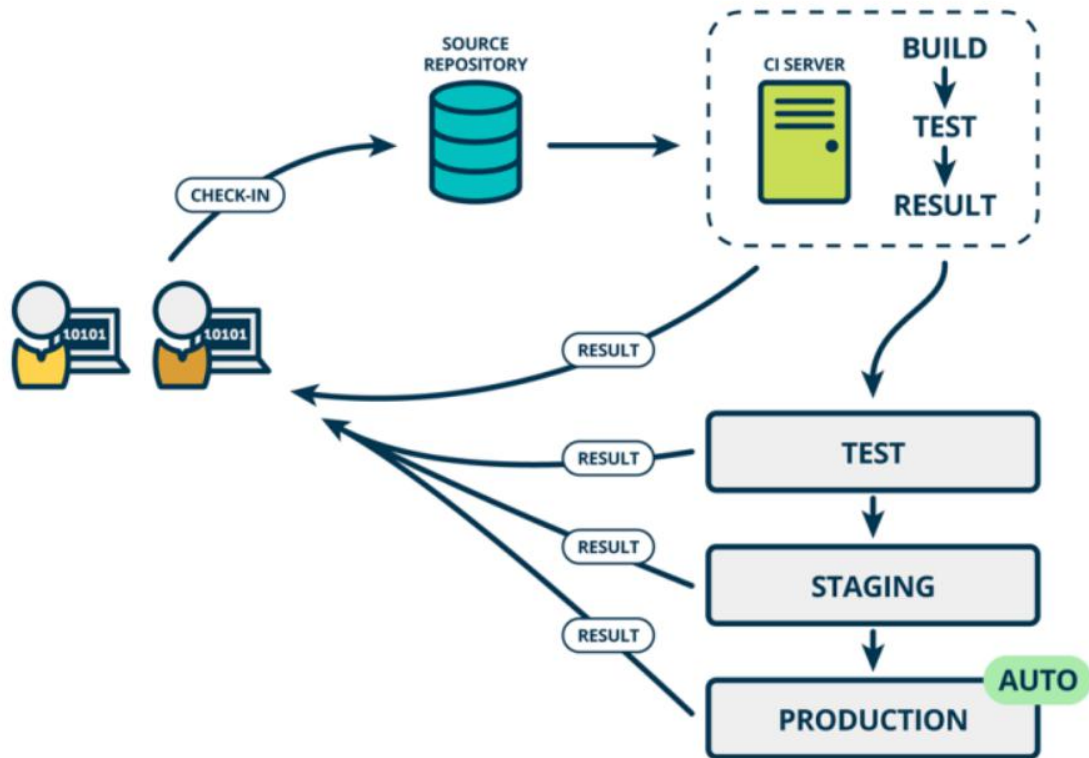 SOURCE
REPOSITORY
CI SERVER
BUILD
TEST
RESULT
CHECK-IN
10101
10101
RESULT
TEST
RESULT
STAGING
RESULT
PRODUCTION
AUTO
RESULT